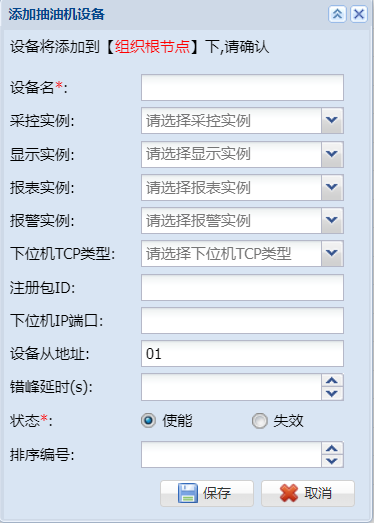 添加抽油机设备
设备将添加到【组织根节点】下,请确认
设备名*:
采控实例: 请选择采控实例
显示实例: 请选择显示实例
报表实例: 请选择报表实例
报警实例: 请选择报警实例
下位机TCP类型: 请选择下位机TCP类型
注册包ID:
下位机IP端口:
设备从地址: 01
错峰延时(s):
状态*: 使能 失效
排序编号:
保存 取消